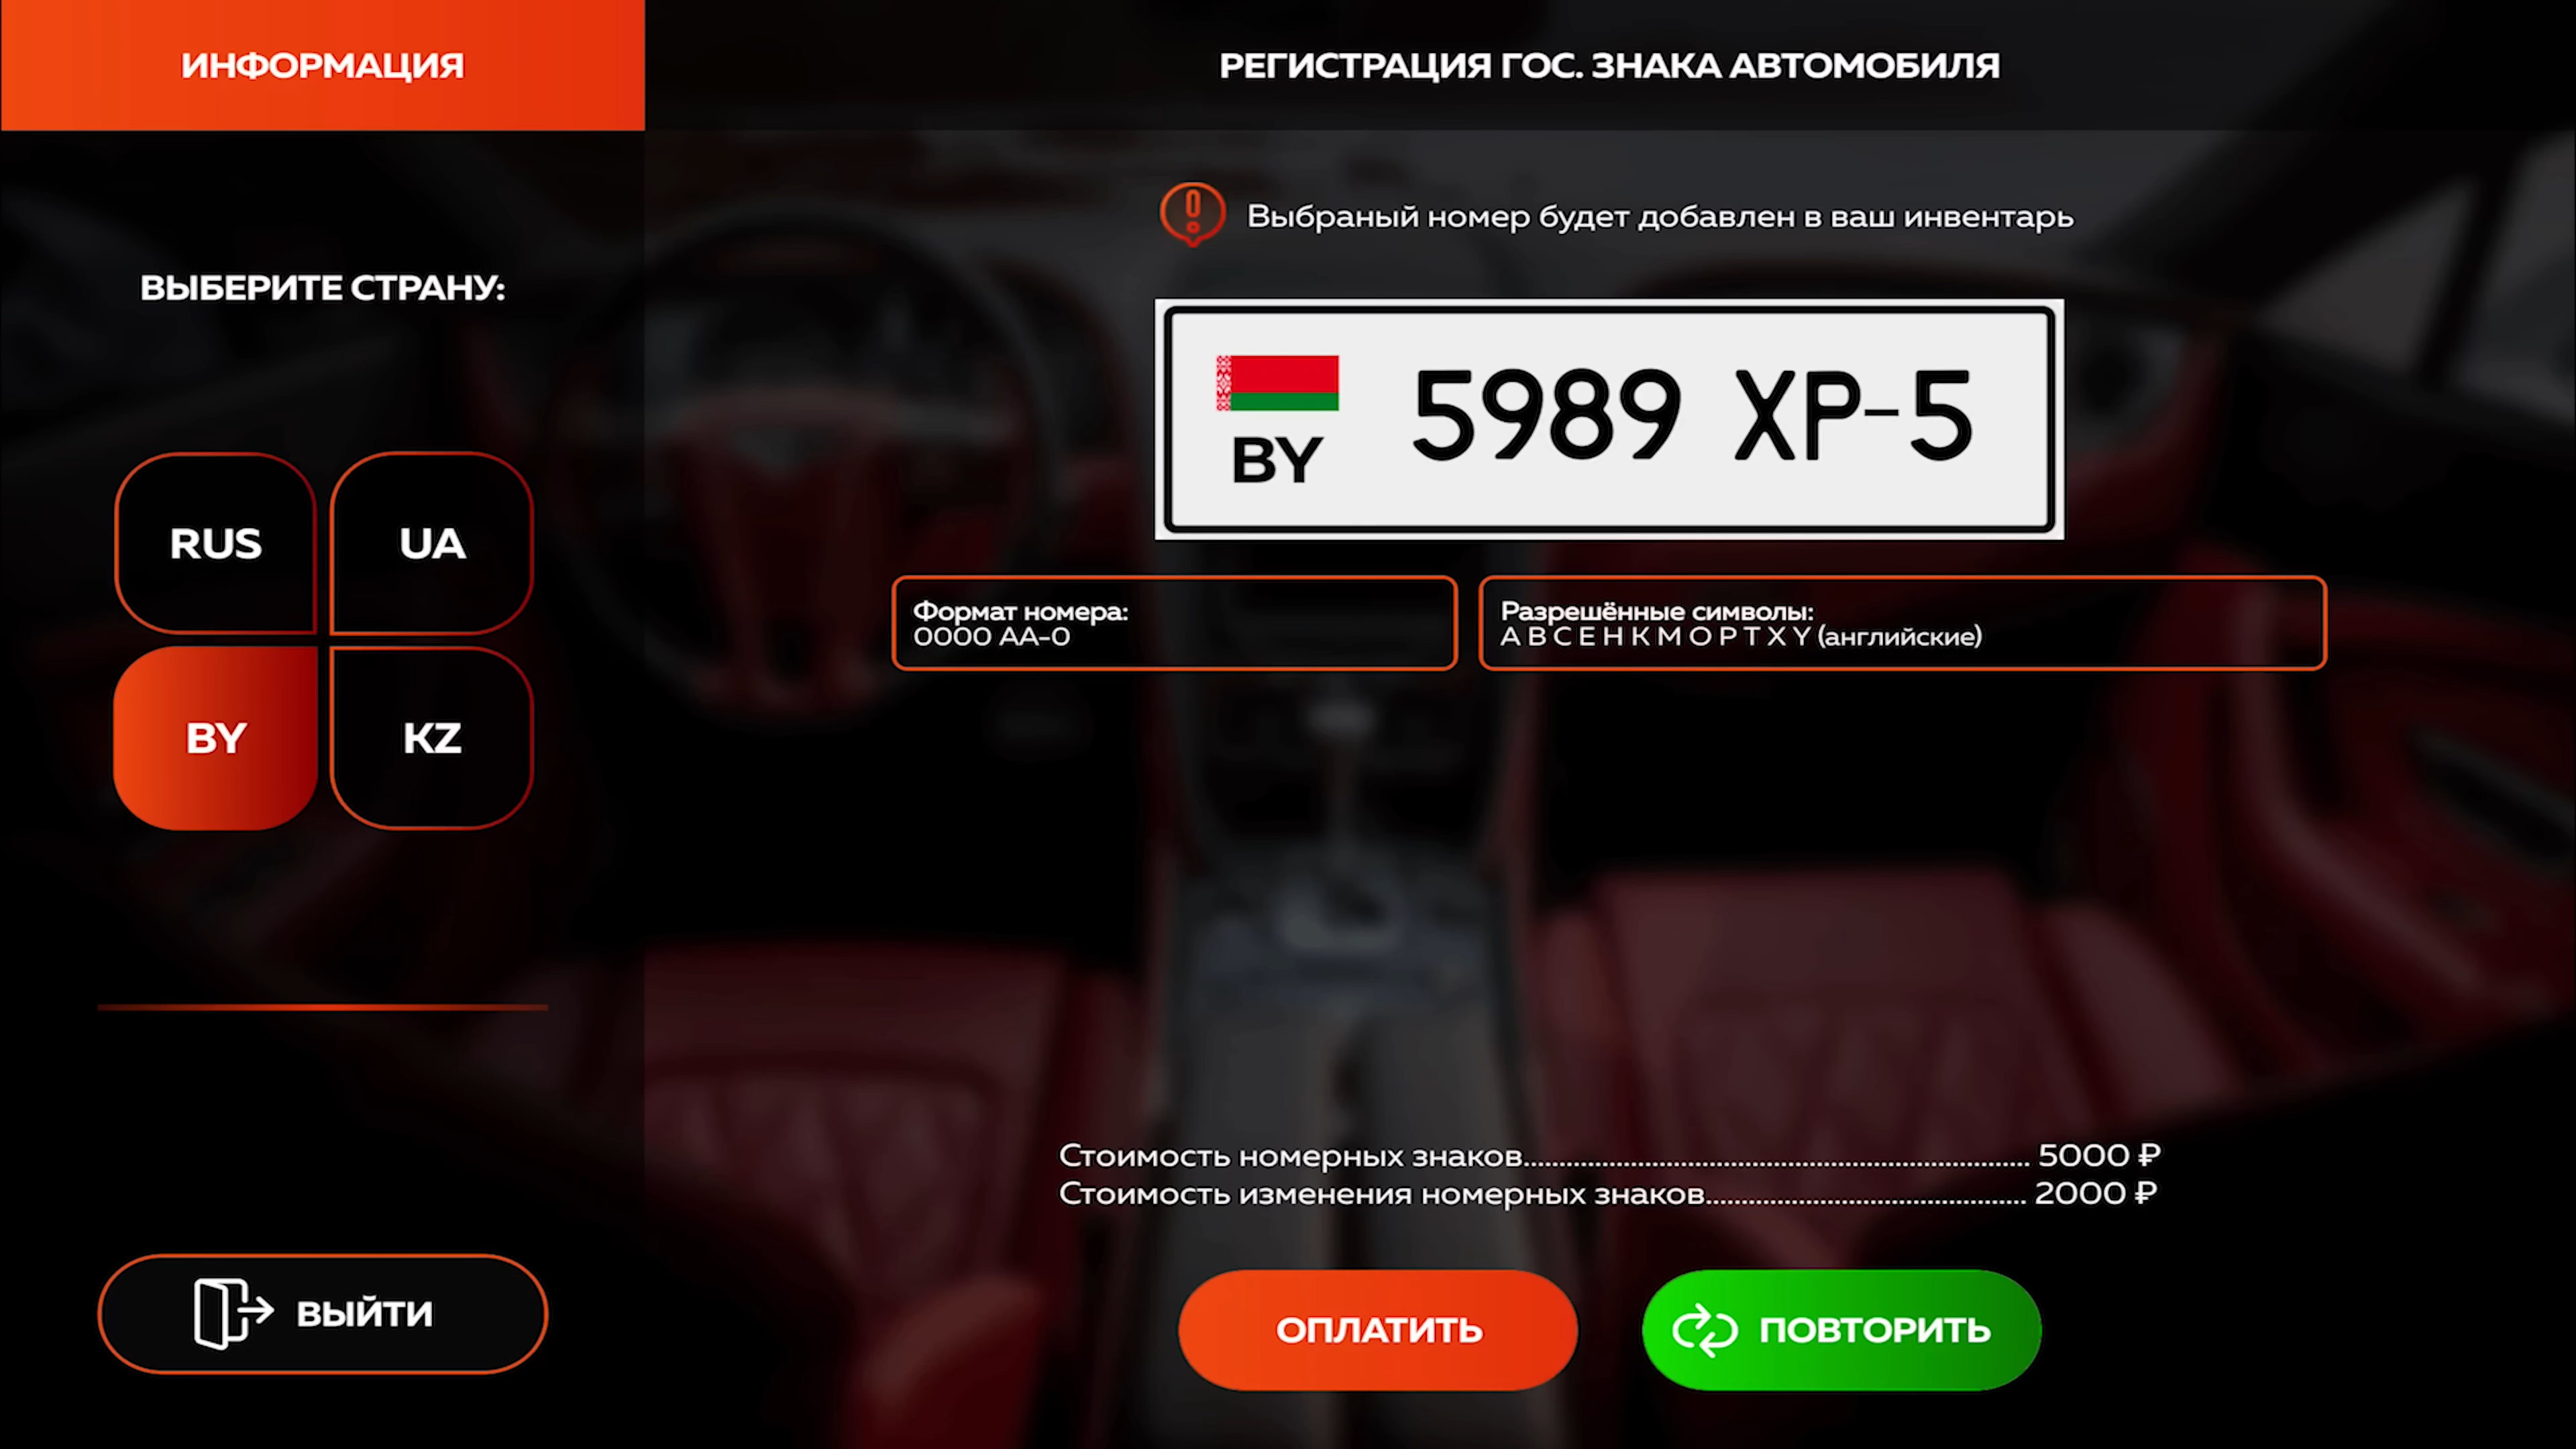 ИНФОРМАЦИЯ
РЕГИСТРАЦИЯ ГОС. ЗНАКА АВТОМОБИЛЯ
Выбраный номер будет добавлен в ваш инвентарь
ВЫБЕРИТЕ СТРАНУ:
BY 5989 XP-5
RUS
UA
BY
KZ
Формат номера:
0000 AA-0
Разрешённые символы:
A B C E H K M O P T X Y (английские)
Стоимость номерных знаков........................................................................................ 5000 ₽
Стоимость изменения номерных знаков........................................................ 2000 ₽
ВЫЙТИ
ОПЛАТИТЬ
ПОВТОРИТЬ